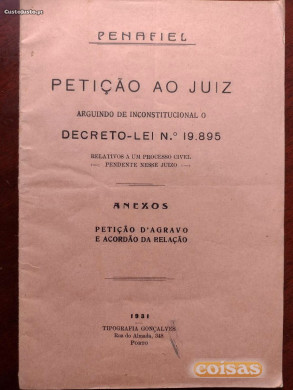 CustoJusto.pt
PENAFIEL
PETIÇÃO AO JUIZ
ARGUINDO DE INCONSTITUCIONAL O
DECRETO-LEI N.º 19.895
RELATIVOS A UM PROCESSO CIVEL
PENDENTE NESSE JUIZO
ANEXOS
PETIÇÃO D'AGRAVO
E ACORDÃO DA RELAÇÃO
1931
TIPOGRAFIA GONÇALVES
Rua do Almada, 348
PORTO
coisas